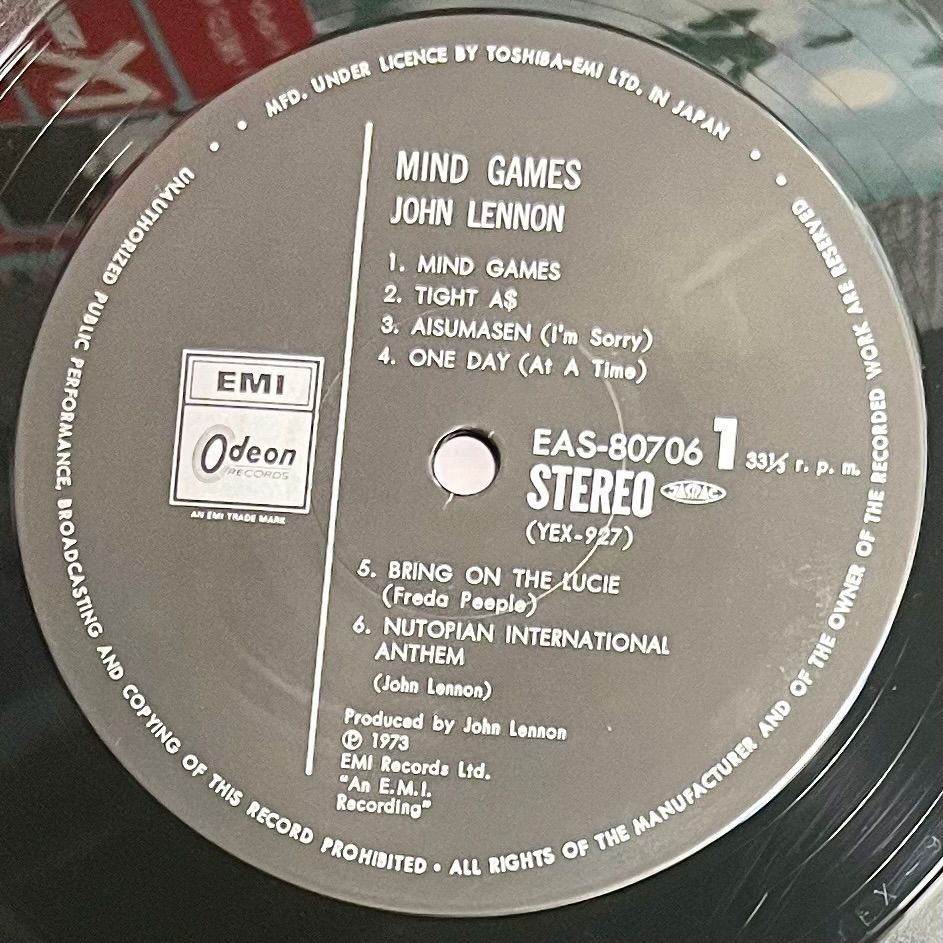 MFD. UNDER LICENCE BY TOSHIBA-EMI LTD. IN JAPAN
MIND GAMES
JOHN LENNON
1. MIND GAMES
2. TIGHT A$
3. AISUMASEN (I'm Sorry)
4. ONE DAY (At A Time)
EMI
Odeon
RECORDS
AN EMI TRADE MARK
EAS-80706 1 33⅓ r. p. m.
STEREO JASRAC
(YEX-927)
5. BRING ON THE LUCIE
(Freda Peeple)
6. NUTOPIAN INTERNATIONAL
ANTHEM
(John Lennon)
Produced by John Lennon
℗ 1973
EMI Records Ltd.
"An E.M.I.
Recording"
UNAUTHORIZED PUBLIC PERFORMANCE, BROADCASTING AND COPYING OF THIS RECORD PROHIBITED • ALL RIGHTS OF THE MANUFACTURER AND OF THE OWNER OF THE RECORDED WORK ARE RESERVED